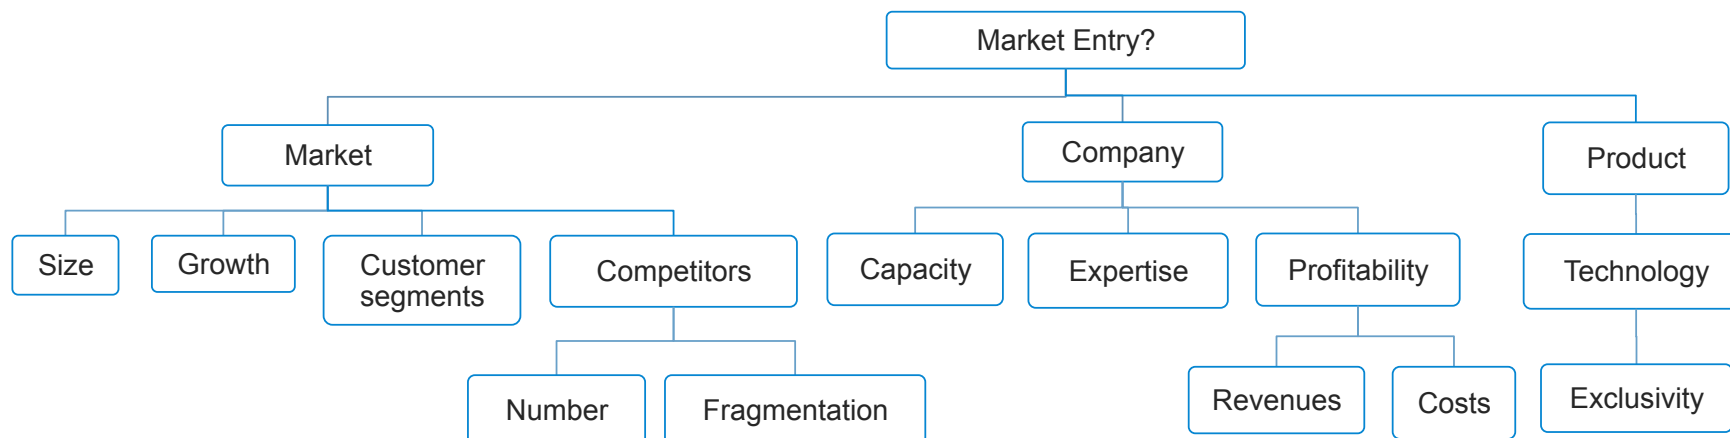 Market Entry?
Market
Company
Product
Size
Growth
Customer
segments
Competitors
Capacity
Expertise
Profitability
Technology
Number
Fragmentation
Revenues
Costs
Exclusivity